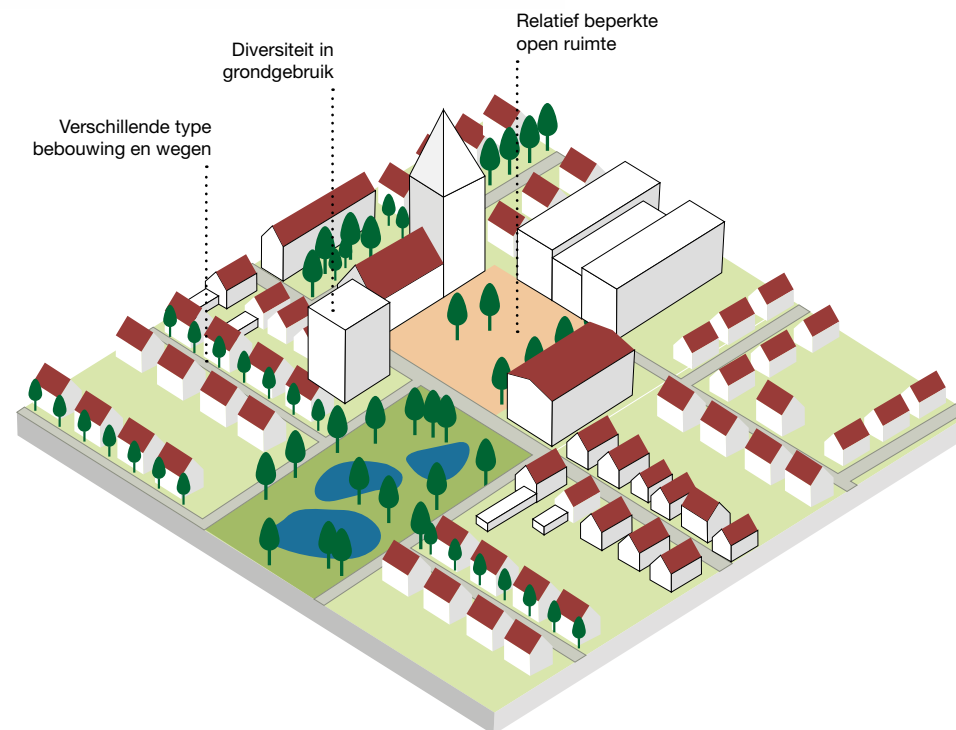 Relatief beperkte
open ruimte
Diversiteit in
grondgebruik
Verschillende type
bebouwing en wegen